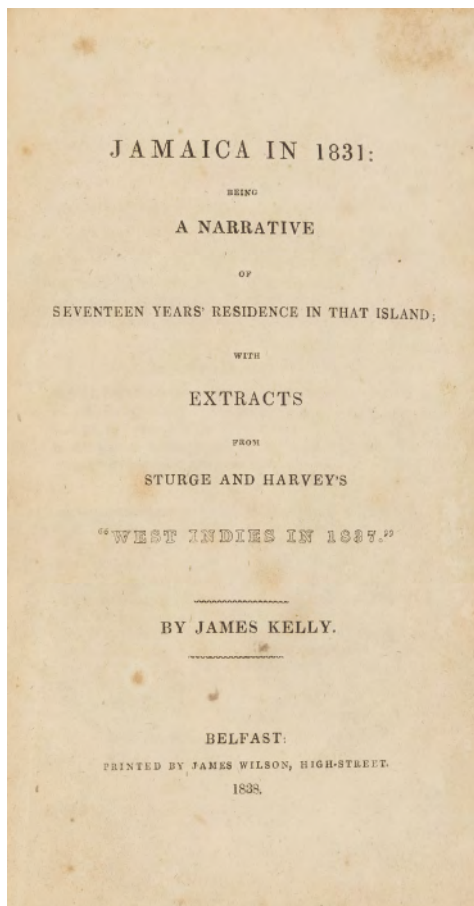 JAMAICA IN 1831:
BEING
A NARRATIVE
OF
SEVENTEEN YEARS' RESIDENCE IN THAT ISLAND;
WITH
EXTRACTS
FROM
STURGE AND HARVEY'S
"WEST INDIES IN 1837."
BY JAMES KELLY.
BELFAST:
PRINTED BY JAMES WILSON, HIGH-STREET.
1838.